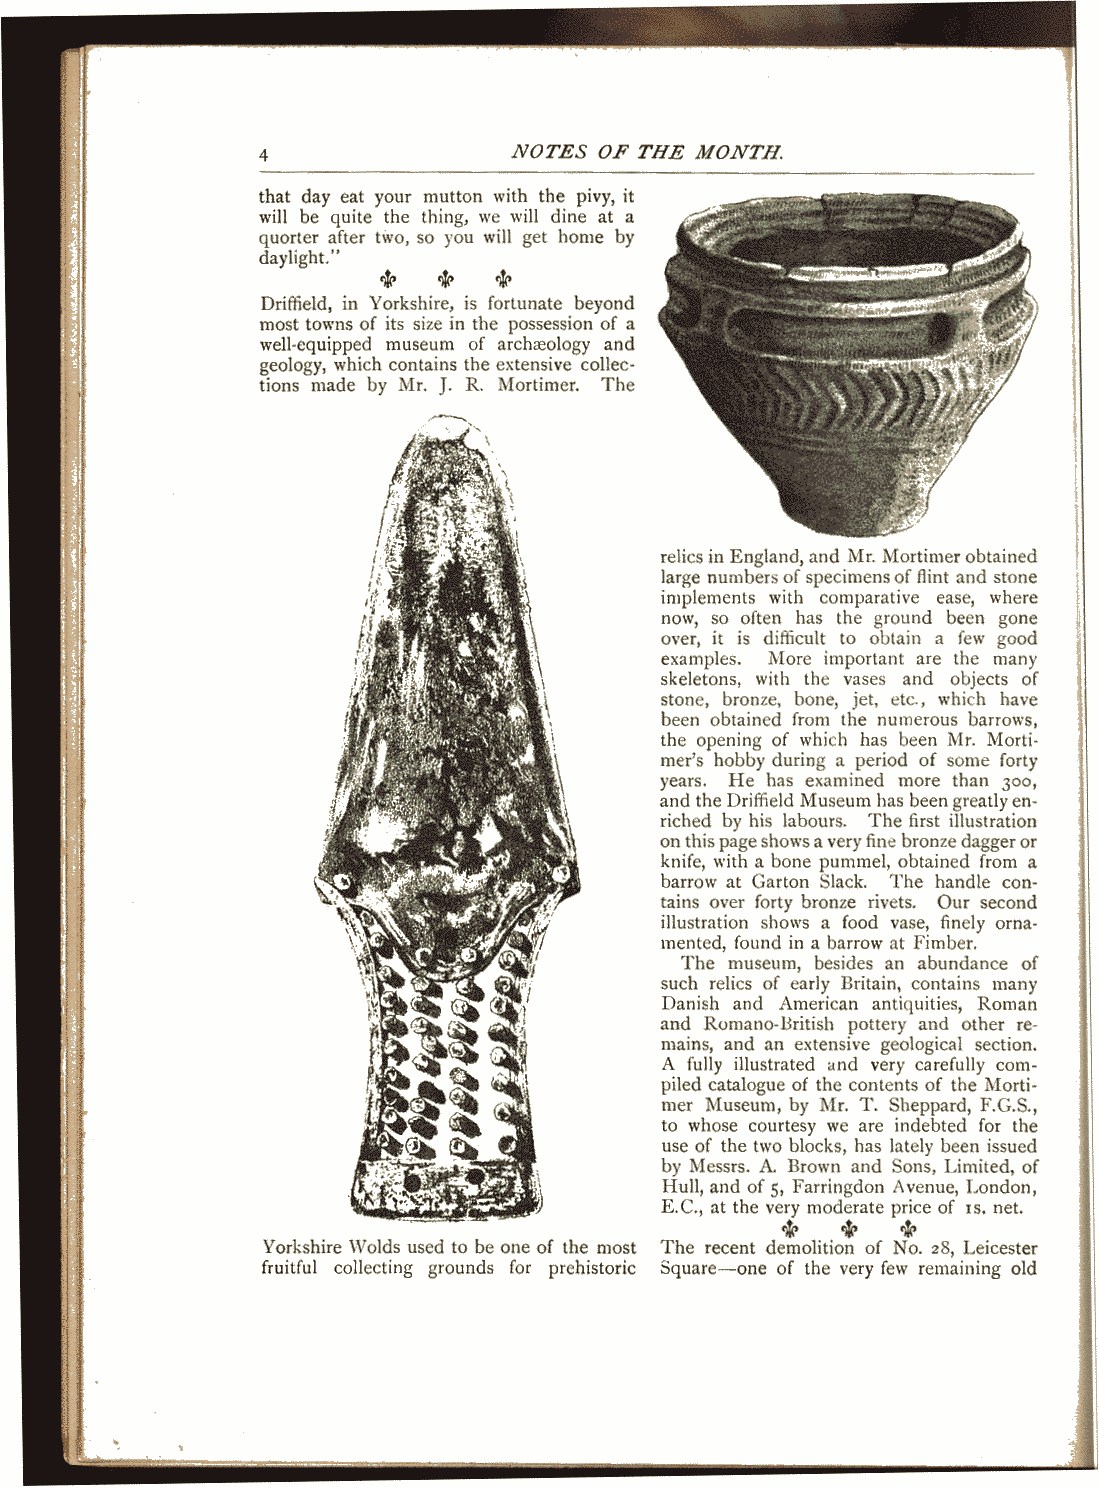 4
NOTES OF THE MONTH.
that day eat your mutton with the pivy, it
will be quite the thing, we will dine at a
quorter after two, so you will get home by
daylight."
Driffield, in Yorkshire, is fortunate beyond
most towns of its size in the possession of a
well-equipped museum of archæology and
geology, which contains the extensive collec-
tions made by Mr. J. R. Mortimer. The
Yorkshire Wolds used to be one of the most
fruitful collecting grounds for prehistoric
relics in England, and Mr. Mortimer obtained
large numbers of specimens of flint and stone
implements with comparative ease, where
now, so often has the ground been gone
over, it is difficult to obtain a few good
examples. More important are the many
skeletons, with the vases and objects of
stone, bronze, bone, jet, etc., which have
been obtained from the numerous barrows,
the opening of which has been Mr. Morti-
mer's hobby during a period of some forty
years. He has examined more than 300,
and the Driffield Museum has been greatly en-
riched by his labours. The first illustration
on this page shows a very fine bronze dagger or
knife, with a bone pummel, obtained from a
barrow at Garton Slack. The handle con-
tains over forty bronze rivets. Our second
illustration shows a food vase, finely orna-
mented, found in a barrow at Fimber.
The museum, besides an abundance of
such relics of early Britain, contains many
Danish and American antiquities, Roman
and Romano-British pottery and other re-
mains, and an extensive geological section.
A fully illustrated and very carefully com-
piled catalogue of the contents of the Morti-
mer Museum, by Mr. T. Sheppard, F.G.S.,
to whose courtesy we are indebted for the
use of the two blocks, has lately been issued
by Messrs. A. Brown and Sons, Limited, of
Hull, and of 5, Farringdon Avenue, London,
E.C., at the very moderate price of 1s. net.
The recent demolition of No. 28, Leicester
Square—one of the very few remaining old